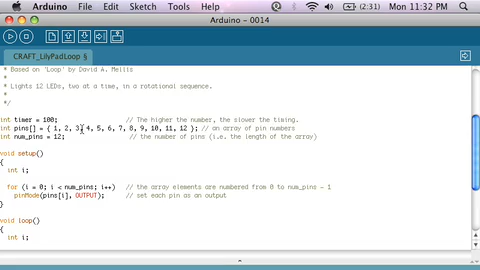 Arduino File Edit Sketch Tools Help (2:31) Mon 11:32 PM
Arduino - 0014
CRAFT_LilyPadLoop §
* Based on 'Loop' by David A. Mellis
*
* Lights 12 LEDs, two at a time, in a rotational sequence.
*
*/
int timer = 100; // The higher the number, the slower the timing.
int pins[] = { 1, 2, 3, 4, 5, 6, 7, 8, 9, 10, 11, 12 }; // an array of pin numbers
int num_pins = 12; // the number of pins (i.e. the length of the array)
void setup()
{
int i;
for (i = 0; i < num_pins; i++) // the array elements are numbered from 0 to num_pins - 1
pinMode(pins[i], OUTPUT); // set each pin as an output
}
void loop()
{
int i;